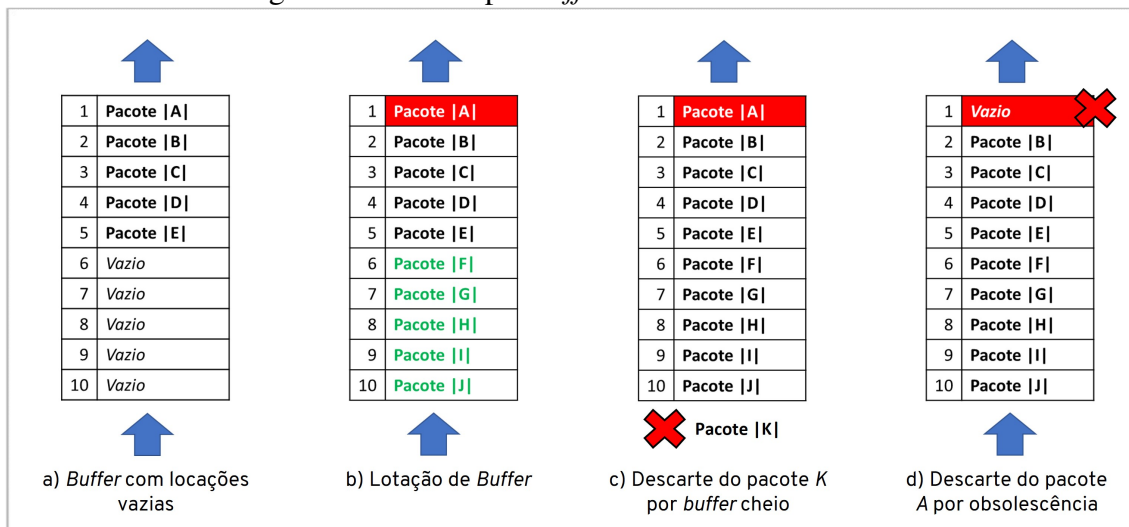 1 Pacote |A|
2 Pacote |B|
3 Pacote |C|
4 Pacote |D|
5 Pacote |E|
6 Vazio
7 Vazio
8 Vazio
9 Vazio
10 Vazio
a) Buffer com locações
vazias
1 Pacote |A|
2 Pacote |B|
3 Pacote |C|
4 Pacote |D|
5 Pacote |E|
6 Pacote |F|
7 Pacote |G|
8 Pacote |H|
9 Pacote |I|
10 Pacote |J|
b) Lotação de Buffer
1 Pacote |A|
2 Pacote |B|
3 Pacote |C|
4 Pacote |D|
5 Pacote |E|
6 Pacote |F|
7 Pacote |G|
8 Pacote |H|
9 Pacote |I|
10 Pacote |J|
Pacote |K|
c) Descarte do pacote K
por buffer cheio
1 Vazio
2 Pacote |B|
3 Pacote |C|
4 Pacote |D|
5 Pacote |E|
6 Pacote |F|
7 Pacote |G|
8 Pacote |H|
9 Pacote |I|
10 Pacote |J|
d) Descarte do pacote
A por obsolescência